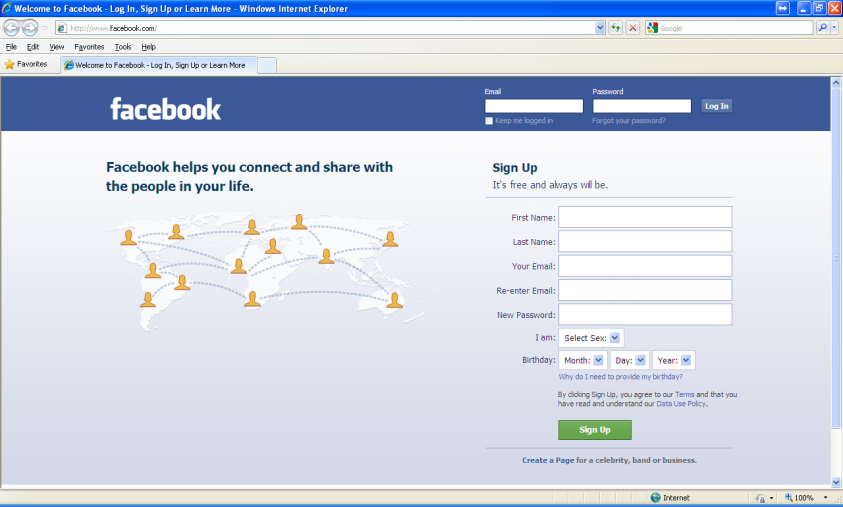 Welcome to Facebook - Log In, Sign Up or Learn More - Windows Internet Explorer
http://www.facebook.com/
Google
File Edit View Favorites Tools Help
Favorites
Welcome to Facebook - Log In, Sign Up or Learn More
facebook
Email
Password
Log In
Keep me logged in
Forgot your password?
Facebook helps you connect and share with
the people in your life.
Sign Up
It's free and always will be.
First Name:
Last Name:
Your Email:
Re-enter Email:
New Password:
I am: Select Sex:
Birthday: Month: Day: Year:
Why do I need to provide my birthday?
By clicking Sign Up, you agree to our Terms and that you
have read and understand our Data Use Policy.
Sign Up
Create a Page for a celebrity, band or business.
Internet
100%